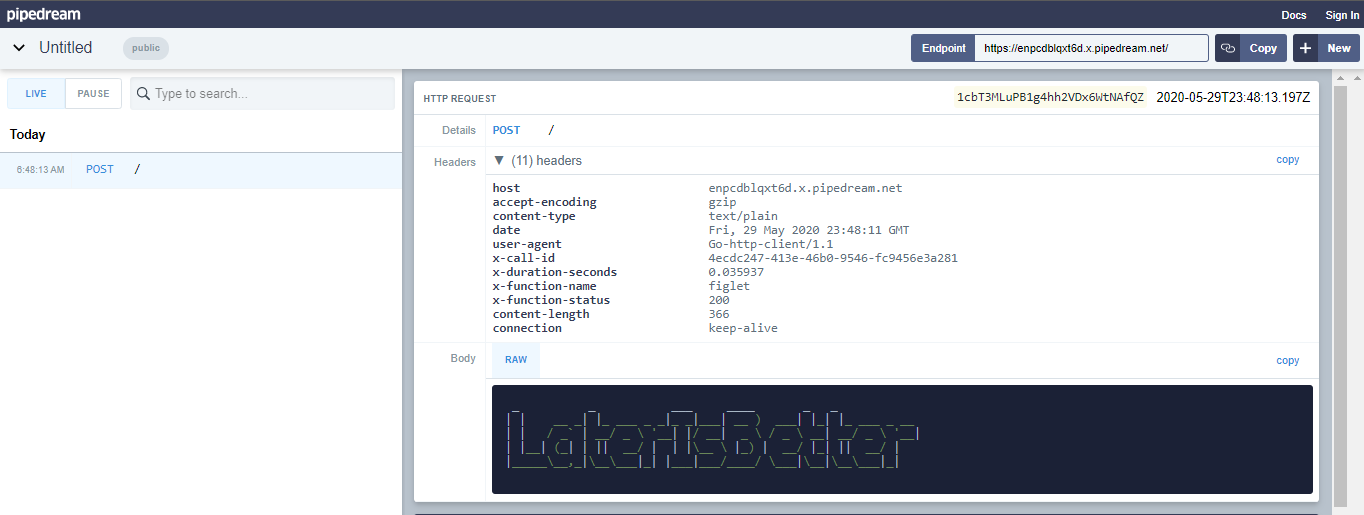 pipedream
Docs Sign In
Untitled public
Endpoint https://enpcdblqxt6d.x.pipedream.net/ Copy New
LIVE PAUSE Type to search...
Today
6:48:13 AM POST /
HTTP REQUEST 1cbT3MLuPB1g4hh2VDx6WtNAfQZ 2020-05-29T23:48:13.197Z
Details POST /
Headers ▼ (11) headers copy
host enpcdblqxt6d.x.pipedream.net
accept-encoding gzip
content-type text/plain
date Fri, 29 May 2020 23:48:11 GMT
user-agent Go-http-client/1.1
x-call-id 4ecdc247-413e-46b0-9546-fc9456e3a281
x-duration-seconds 0.035937
x-function-name figlet
x-function-status 200
content-length 366
connection keep-alive
Body RAW copy
LaterIsBetter